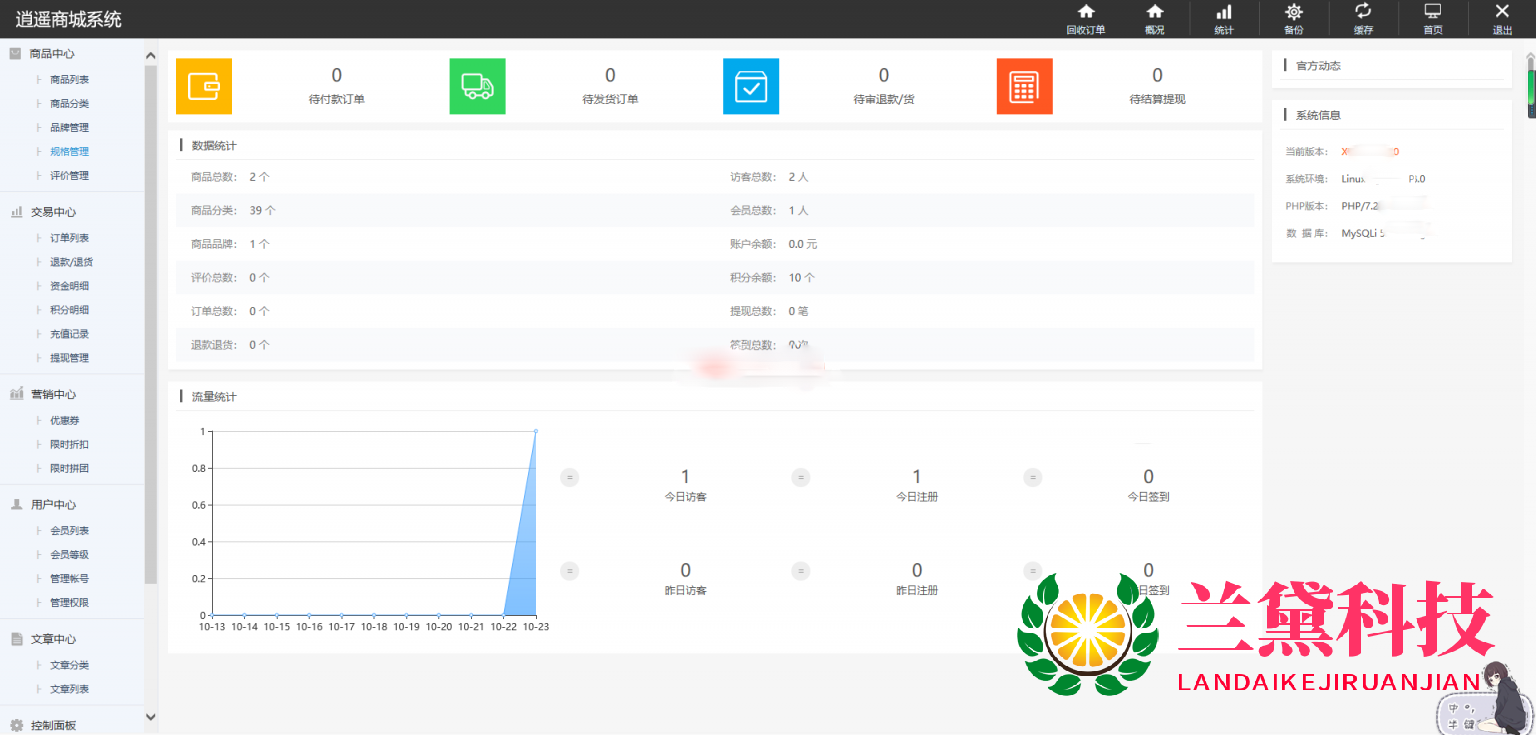 逍遥商城系统
回收订单 概况 统计 备份 缓存 首页 退出
商品中心
商品列表
商品分类
品牌管理
规格管理
评价管理
交易中心
订单列表
退款/退货
资金明细
积分明细
充值记录
提现管理
营销中心
优惠券
限时折扣
限时拼团
用户中心
会员列表
会员等级
管理帐号
管理权限
文章中心
文章分类
文章列表
控制面板
0 0 0 0
待付款订单 待发货订单 待审退款/货 待结算提现
数据统计
商品总数: 2 个 访客总数: 2 人
商品分类: 39 个 会员总数: 1 人
商品品牌: 1 个 账户余额: 0.0 元
评价总数: 0 个 积分余额: 10 个
订单总数: 0 个 提现总数: 0 笔
退款退货: 0 个 签到总数: 0 次
流量统计
1
0.8
0.6
0.4
0.2
0
10-13 10-14 10-15 10-16 10-17 10-18 10-19 10-20 10-21 10-22 10-23
1 1 0
今日访客 今日注册 今日签到
0 0 0
昨日访客 昨日注册 日签到
官方动态
系统信息
当前版本:
系统环境: Linux
PHP版本: PHP/7.2
数 据 库: MySQLi 5
兰黛科技
LANDAIKEJIRUANJIAN
中
半